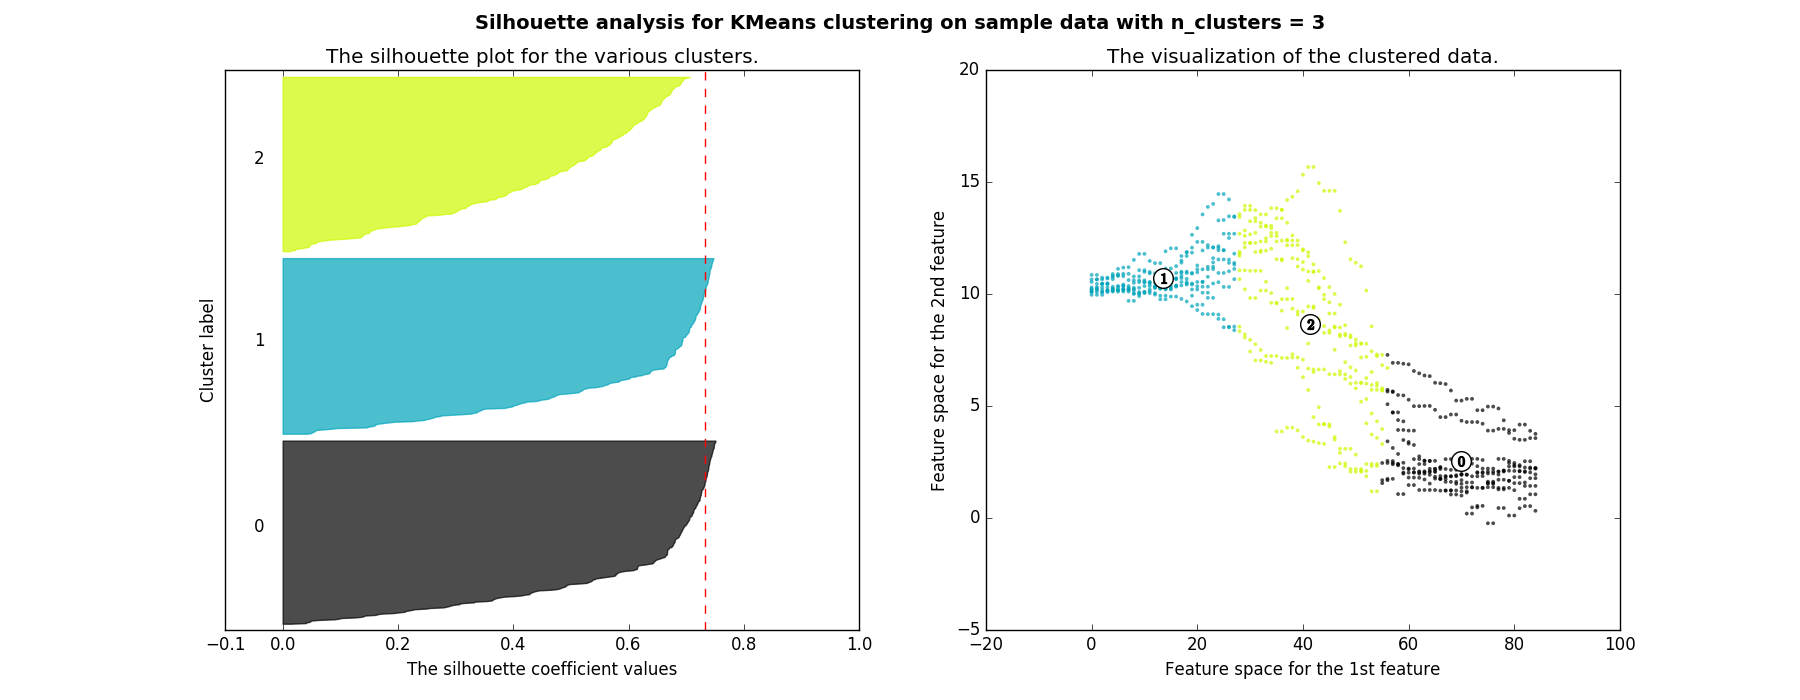 Silhouette analysis for KMeans clustering on sample data with n_clusters = 3
The silhouette plot for the various clusters.
2
1
0
Cluster label
−0.1 0.0 0.2 0.4 0.6 0.8 1.0
The silhouette coefficient values
The visualization of the clustered data.
20
15
10
5
0
−5
Feature space for the 2nd feature
1
2
0
−20 0 20 40 60 80 100
Feature space for the 1st feature